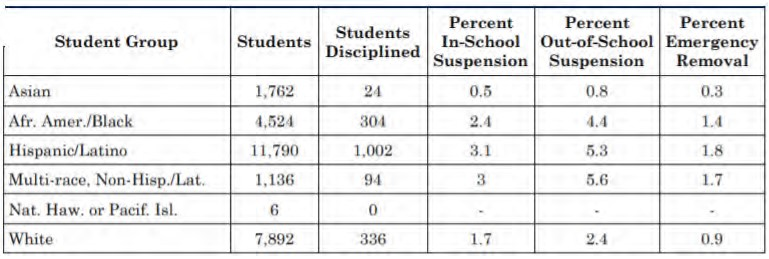 Student Group Students Students Disciplined Percent In-School Suspension Percent Out-of-School Suspension Percent Emergency Removal
Asian 1,762 24 0.5 0.8 0.3
Afr. Amer./Black 4,524 304 2.4 4.4 1.4
Hispanic/Latino 11,790 1,002 3.1 5.3 1.8
Multi-race, Non-Hisp./Lat. 1,136 94 3 5.6 1.7
Nat. Haw. or Pacif. Isl. 6 0 - - -
White 7,892 336 1.7 2.4 0.9